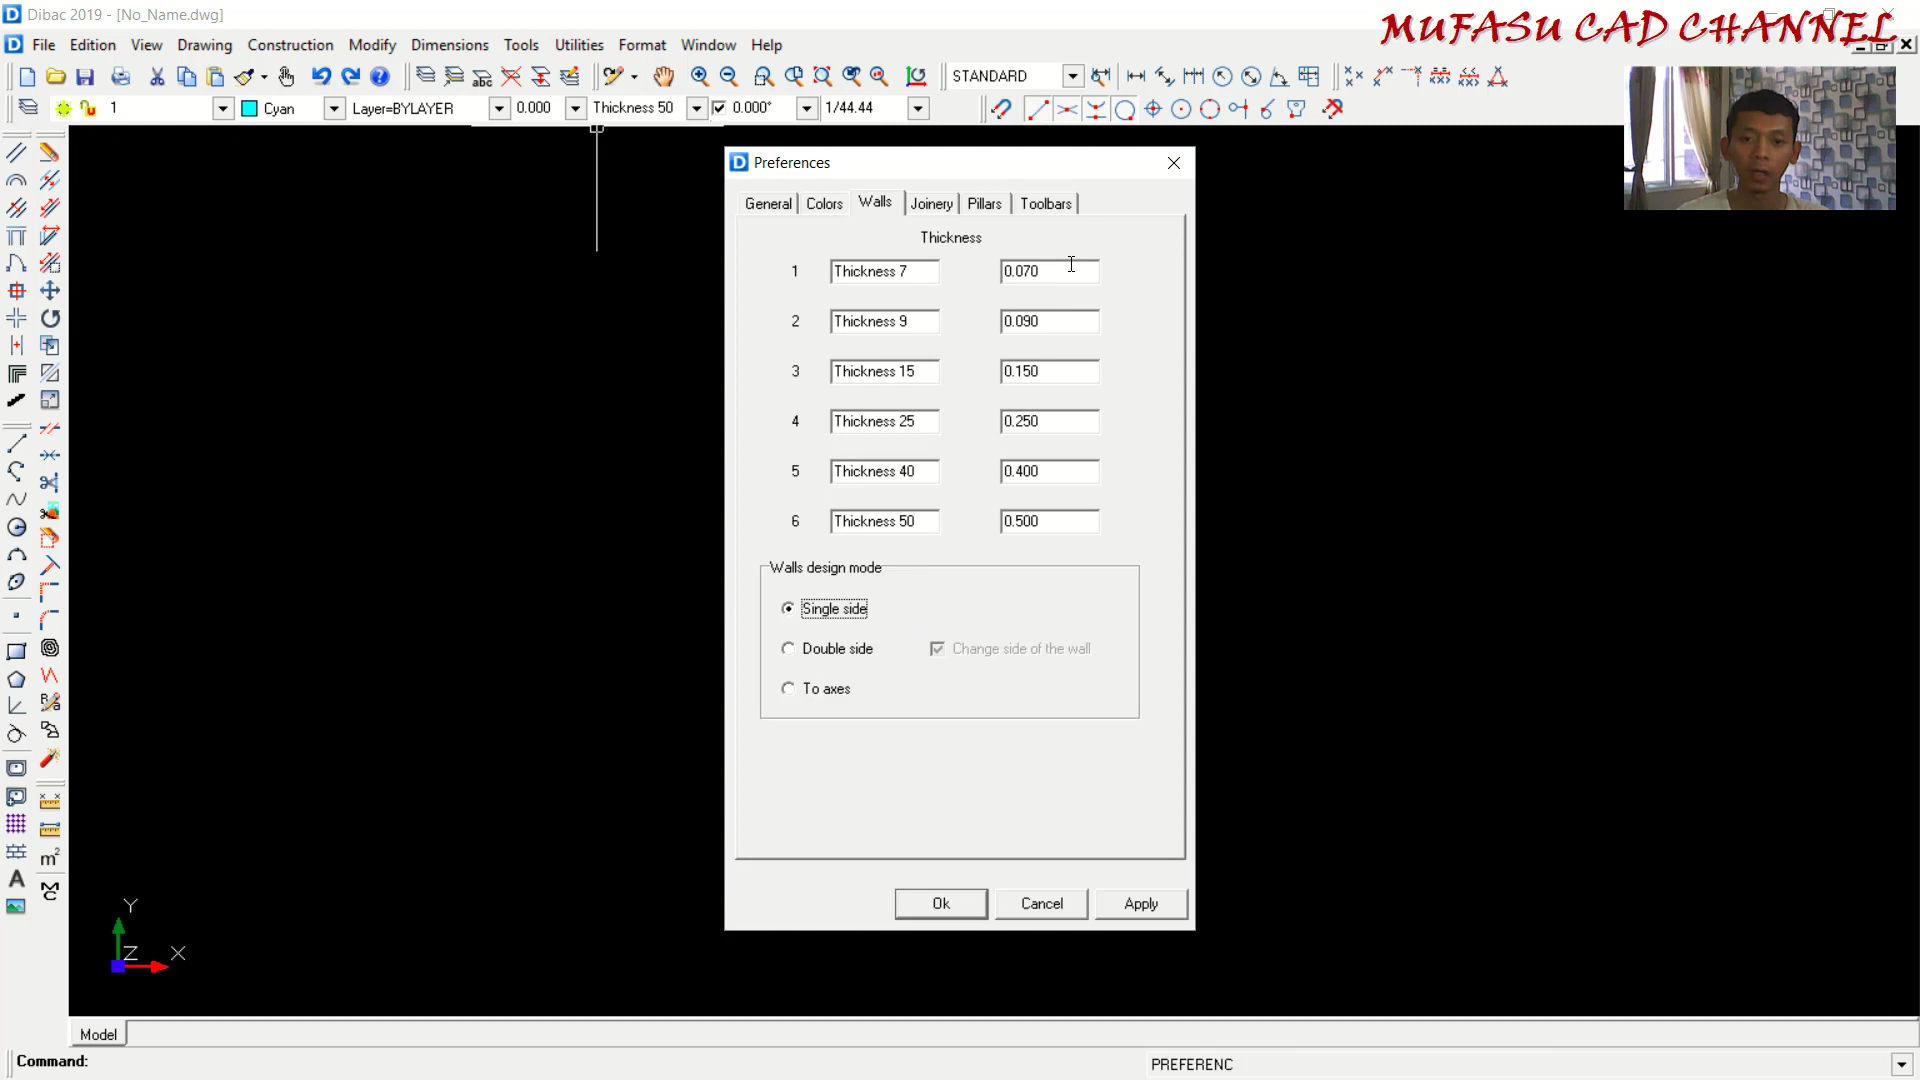 Dibac 2019 - [No_Name.dwg]
MUFASU CAD CHANNEL
File Edition View Drawing Construction Modify Dimensions Tools Utilities Format Window Help
STANDARD
1 Cyan Layer=BYLAYER 0.000 Thickness 50 0.000° 1/44.44
Preferences
General Colors Walls Joinery Pillars Toolbars
Thickness
1 Thickness 7 0.070
2 Thickness 9 0.090
3 Thickness 15 0.150
4 Thickness 25 0.250
5 Thickness 40 0.400
6 Thickness 50 0.500
Walls design mode
Single side
Double side Change side of the wall
To axes
Ok Cancel Apply
Y
Z X
m²
A
Model
Command:
PREFERENC